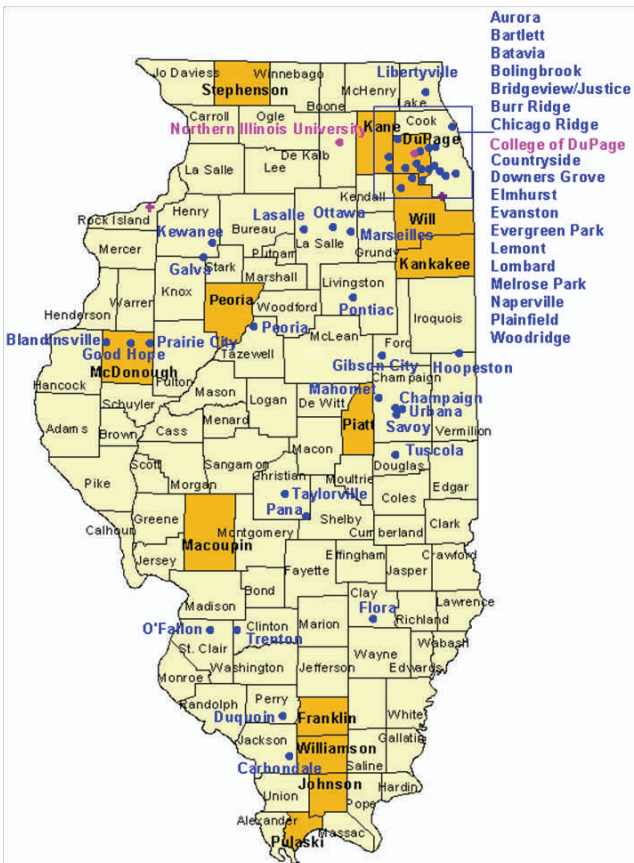 Aurora
Bartlett
Batavia
Bolingbrook
Bridgeview/Justice
Burr Ridge
Chicago Ridge
College of DuPage
Countryside
Downers Grove
Elmhurst
Evanston
Evergreen Park
Lemont
Lombard
Melrose Park
Naperville
Plainfield
Woodridge
Jo Daviess
Stephenson
Winnebago
Boone
McHenry
Libertyville
Lake
Carroll
Ogle
Cook
Northern Illinois University
Kane
DuPage
De Kalb
Lee
La Salle
Kendall
Rock Island
Henry
Bureau
Lasalle
Ottawa
La Salle
Marseilles
Grundy
Will
Kankakee
Mercer
Kewanee
Galva
Stark
Putnam
Marshall
Livingston
Knox
Peoria
Woodford
Pontiac
Iroquois
Warren
Henderson
Peoria
McLean
Ford
Blandinsville
Good Hope
Prairie City
McDonough
Fulton
Tazewell
Gibson City
Hoopeston
Hancock
Schuyler
Mason
Logan
De Witt
Mahomet
Champaign
Champaign
Urbana
Savoy
Vermilion
Adams
Brown
Cass
Menard
Piatt
Macon
Scott
Morgan
Sangamon
Christian
Moultrie
Douglas
Tuscola
Pike
Taylorville
Coles
Edgar
Pana
Shelby
Greene
Calhoun
Macoupin
Montgomery
Cumberland
Clark
Jersey
Effingham
Fayette
Jasper
Crawford
Bond
Madison
Clay
Flora
Richland
Lawrence
O'Fallon
Clinton
Trenton
Marion
St. Clair
Wayne
Wabash
Edwards
Washington
Jefferson
Monroe
Randolph
Perry
Duquoin
Franklin
White
Jackson
Williamson
Gallatin
Saline
Carbondale
Johnson
Hardin
Union
Pope
Alexander
Pulaski
Massac